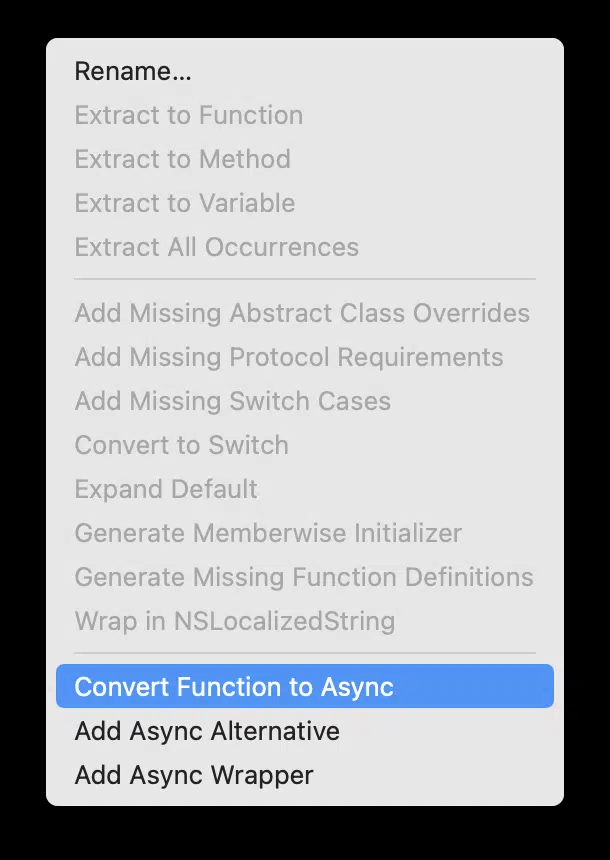 Rename...
Extract to Function
Extract to Method
Extract to Variable
Extract All Occurrences
Add Missing Abstract Class Overrides
Add Missing Protocol Requirements
Add Missing Switch Cases
Convert to Switch
Expand Default
Generate Memberwise Initializer
Generate Missing Function Definitions
Wrap in NSLocalizedString
Convert Function to Async
Add Async Alternative
Add Async Wrapper